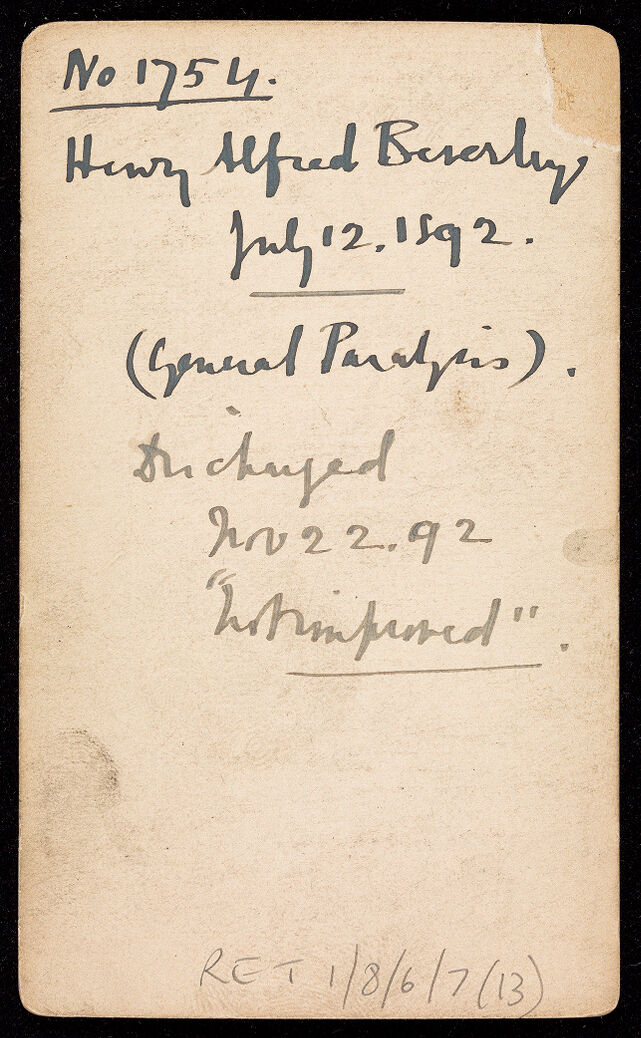 No 1754.
Henry Alfred Beverley
July 12. 1892.
(General Paralysis).
Discharged
Nov 22. 92
"Not improved".
RET 1/8/6/7(13)